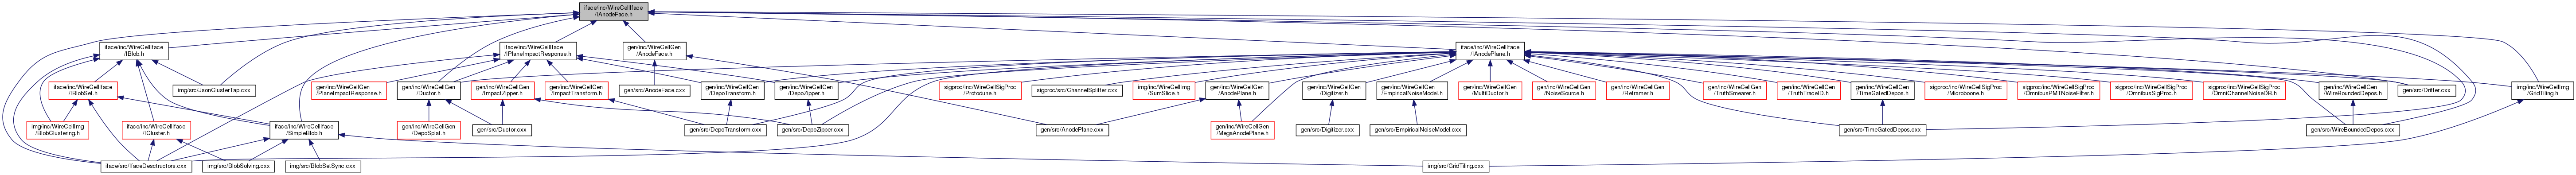 iface/inc/WireCellIface
/IAnodeFace.h
iface/inc/WireCellIface
/IBlob.h
iface/inc/WireCellIface
/IPlaneImpactResponse.h
gen/inc/WireCellGen
/AnodeFace.h
iface/inc/WireCellIface
/IAnodePlane.h
iface/inc/WireCellIface
/IBlobSet.h
img/src/JsonClusterTap.cxx
gen/inc/WireCellGen
/PlaneImpactResponse.h
gen/inc/WireCellGen
/Ductor.h
gen/inc/WireCellGen
/ImpactZipper.h
gen/inc/WireCellGen
/ImpactTransform.h
gen/src/AnodeFace.cxx
gen/inc/WireCellGen
/DepoTransform.h
gen/inc/WireCellGen
/DepoZipper.h
sigproc/inc/WireCellSigProc
/Protodune.h
sigproc/src/ChannelSplitter.cxx
img/inc/WireCellImg
/SumSlice.h
gen/inc/WireCellGen
/AnodePlane.h
gen/inc/WireCellGen
/Digitizer.h
gen/inc/WireCellGen
/EmpiricalNoiseModel.h
gen/inc/WireCellGen
/MultiDuctor.h
gen/inc/WireCellGen
/NoiseSource.h
gen/inc/WireCellGen
/Reframer.h
gen/inc/WireCellGen
/TruthSmearer.h
gen/inc/WireCellGen
/TruthTraceID.h
gen/inc/WireCellGen
/TimeGatedDepos.h
sigproc/inc/WireCellSigProc
/Microboone.h
sigproc/inc/WireCellSigProc
/OmnibusPMTNoiseFilter.h
sigproc/inc/WireCellSigProc
/OmnibusSigProc.h
sigproc/inc/WireCellSigProc
/OmniChannelNoiseDB.h
gen/inc/WireCellGen
/WireBoundedDepos.h
gen/src/Drifter.cxx
img/inc/WireCellImg
/GridTiling.h
img/inc/WireCellImg
/BlobClustering.h
iface/inc/WireCellIface
/ICluster.h
iface/inc/WireCellIface
/SimpleBlob.h
gen/inc/WireCellGen
/DepoSplat.h
gen/src/Ductor.cxx
gen/src/DepoTransform.cxx
gen/src/DepoZipper.cxx
gen/src/AnodePlane.cxx
gen/inc/WireCellGen
/MegaAnodePlane.h
gen/src/Digitizer.cxx
gen/src/EmpiricalNoiseModel.cxx
gen/src/TimeGatedDepos.cxx
gen/src/WireBoundedDepos.cxx
iface/src/IfaceDesctructors.cxx
img/src/BlobSolving.cxx
img/src/BlobSetSync.cxx
img/src/GridTiling.cxx